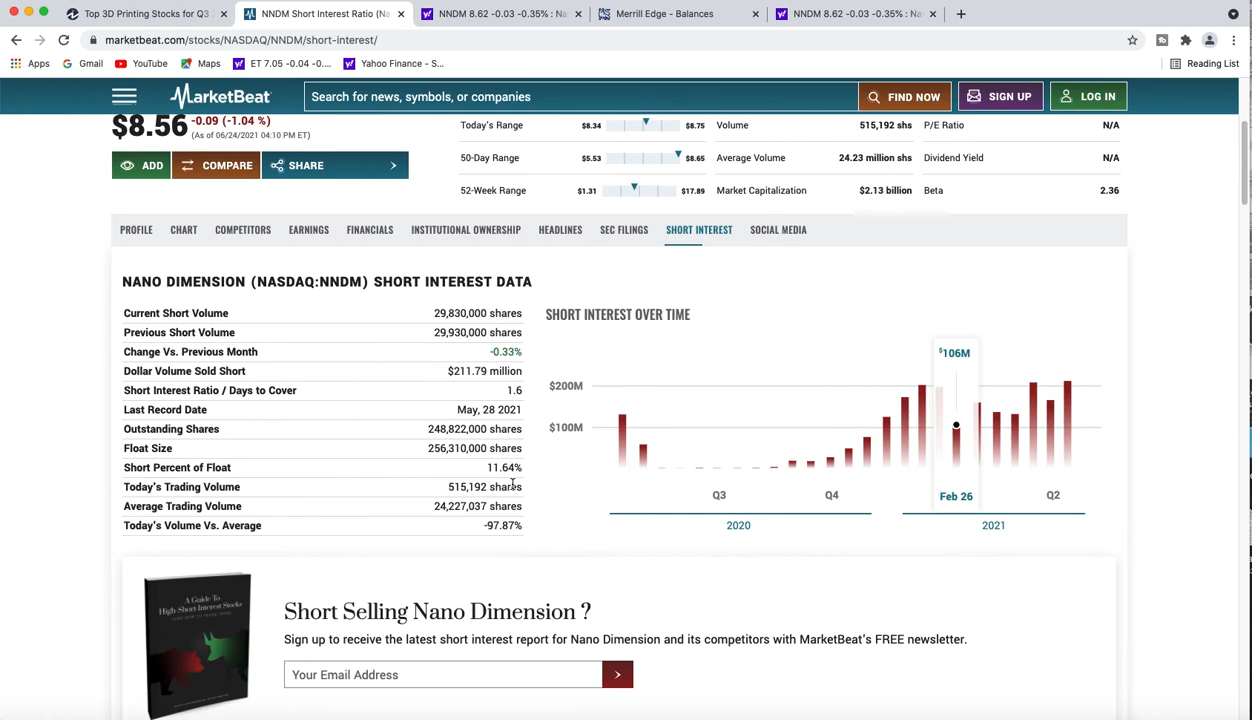 Top 3D Printing Stocks for Q3
NNDM Short Interest Ratio (Na
NNDM 8.62 -0.03 -0.35% : Na
Merrill Edge - Balances
NNDM 8.62 -0.03 -0.35% : Na
marketbeat.com/stocks/NASDAQ/NNDM/short-interest/
Apps
Gmail
YouTube
Maps
ET 7.05 -0.04 -0....
Yahoo Finance - S...
Reading List
MARKETBEAT
Search for news, symbols, or companies
FIND NOW
SIGN UP
LOG IN
$8.56
-0.09 (-1.04 %)
(As of 06/24/2021 04:10 PM ET)
ADD
COMPARE
SHARE
Today's Range $8.34 $8.75
Volume 515,192 shs
P/E Ratio N/A
50-Day Range $5.53 $8.65
Average Volume 24.23 million shs
Dividend Yield N/A
52-Week Range $1.31 $17.89
Market Capitalization $2.13 billion
Beta 2.36
PROFILE CHART COMPETITORS EARNINGS FINANCIALS INSTITUTIONAL OWNERSHIP HEADLINES SEC FILINGS SHORT INTEREST SOCIAL MEDIA
NANO DIMENSION (NASDAQ:NNDM) SHORT INTEREST DATA
Current Short Volume 29,830,000 shares
Previous Short Volume 29,930,000 shares
Change Vs. Previous Month -0.33%
Dollar Volume Sold Short $211.79 million
Short Interest Ratio / Days to Cover 1.6
Last Record Date May, 28 2021
Outstanding Shares 248,822,000 shares
Float Size 256,310,000 shares
Short Percent of Float 11.64%
Today's Trading Volume 515,192 shares
Average Trading Volume 24,227,037 shares
Today's Volume Vs. Average -97.87%
SHORT INTEREST OVER TIME
$106M
$200M
$100M
Q3 Q4 Feb 26 Q2
2020 2021
A Guide To
High-Short-Interest Stocks
Short Selling Nano Dimension ?
Sign up to receive the latest short interest report for Nano Dimension and its competitors with MarketBeat's FREE newsletter.
Your Email Address